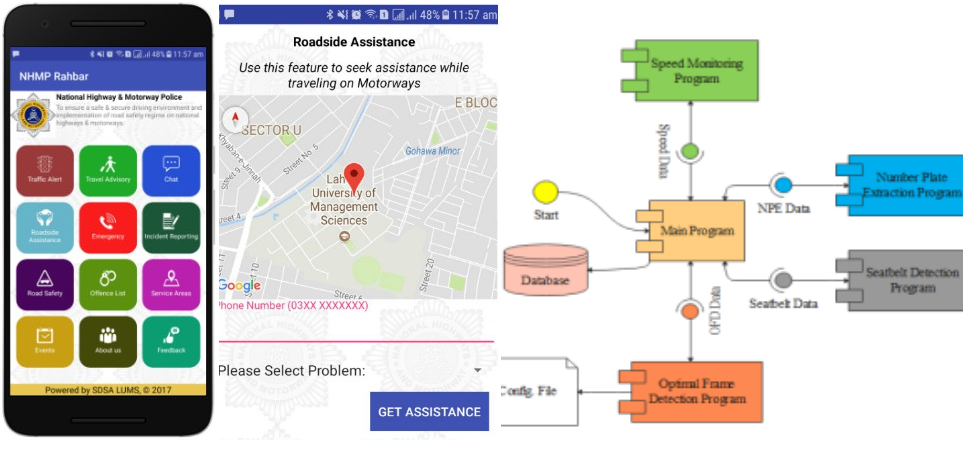 48% 11:57 am
NHMP Rahbar
National Highway & Motorway Police
To ensure a safe & secure driving environment and
implementation of road safety regime on national
highways & motorways.
Traffic Alert
Travel Advisory
Chat
Roadside
Assistance
Emergency
Incident Reporting
Road Safety
Offence List
Service Areas
Events
About us
Feedback
Powered by SDSA LUMS, © 2017
48% 11:57 am
Roadside Assistance
Use this feature to seek assistance while
traveling on Motorways
E BLOC
SECTOR U
Khyaban-e-Jinnah
Street No. 5
Gohawa Minor
Street 9
Lah
University of
Management
Sciences
Street 4
Street 20
Google
Phone Number (03XX XXXXXXX)
Please Select Problem:
GET ASSISTANCE
Speed Monitoring
Program
Speed Data
Start
Main Program
NPE Data
Number Plate
Extraction Program
Database
Seatbelt Data
Seatbelt Detection
Program
OFD Data
Config. File
Optimal Frame
Detection Program